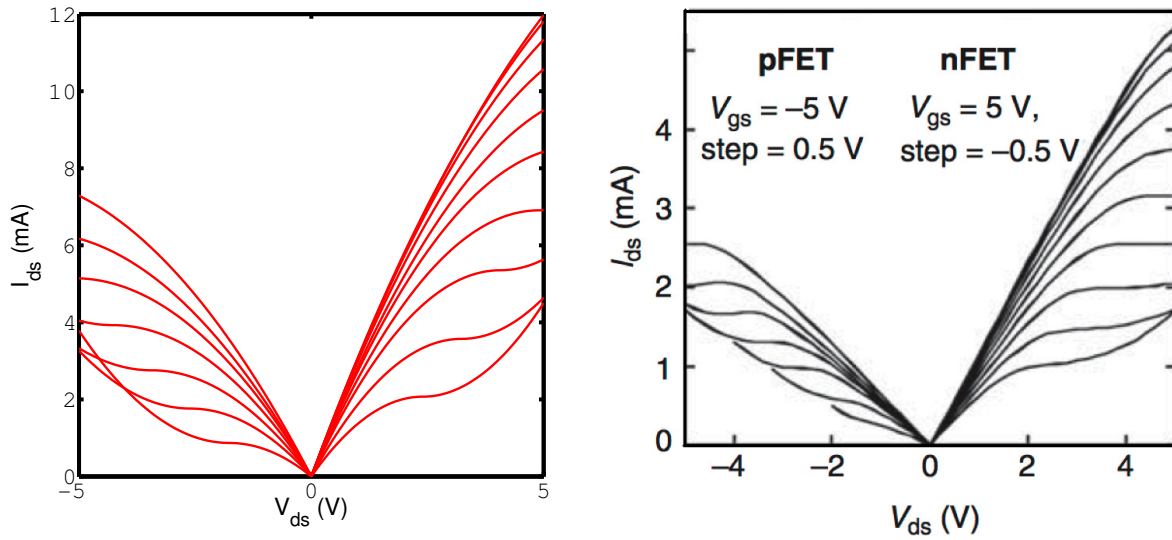 12
10
8
6
4
2
0
I_ds (mA)
−5
0
5
V_ds (V)
pFET
nFET
V_gs = −5 V
V_gs = 5 V,
step = 0.5 V
step = −0.5 V
4
3
2
1
0
I_ds (mA)
−4
−2
0
2
4
V_ds (V)